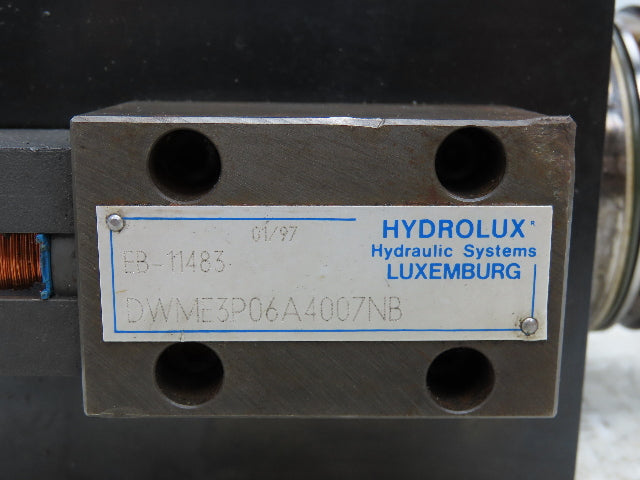 01/97
EB-11483
DWME3P06A4007NB
HYDROLUX
Hydraulic Systems
LUXEMBURG